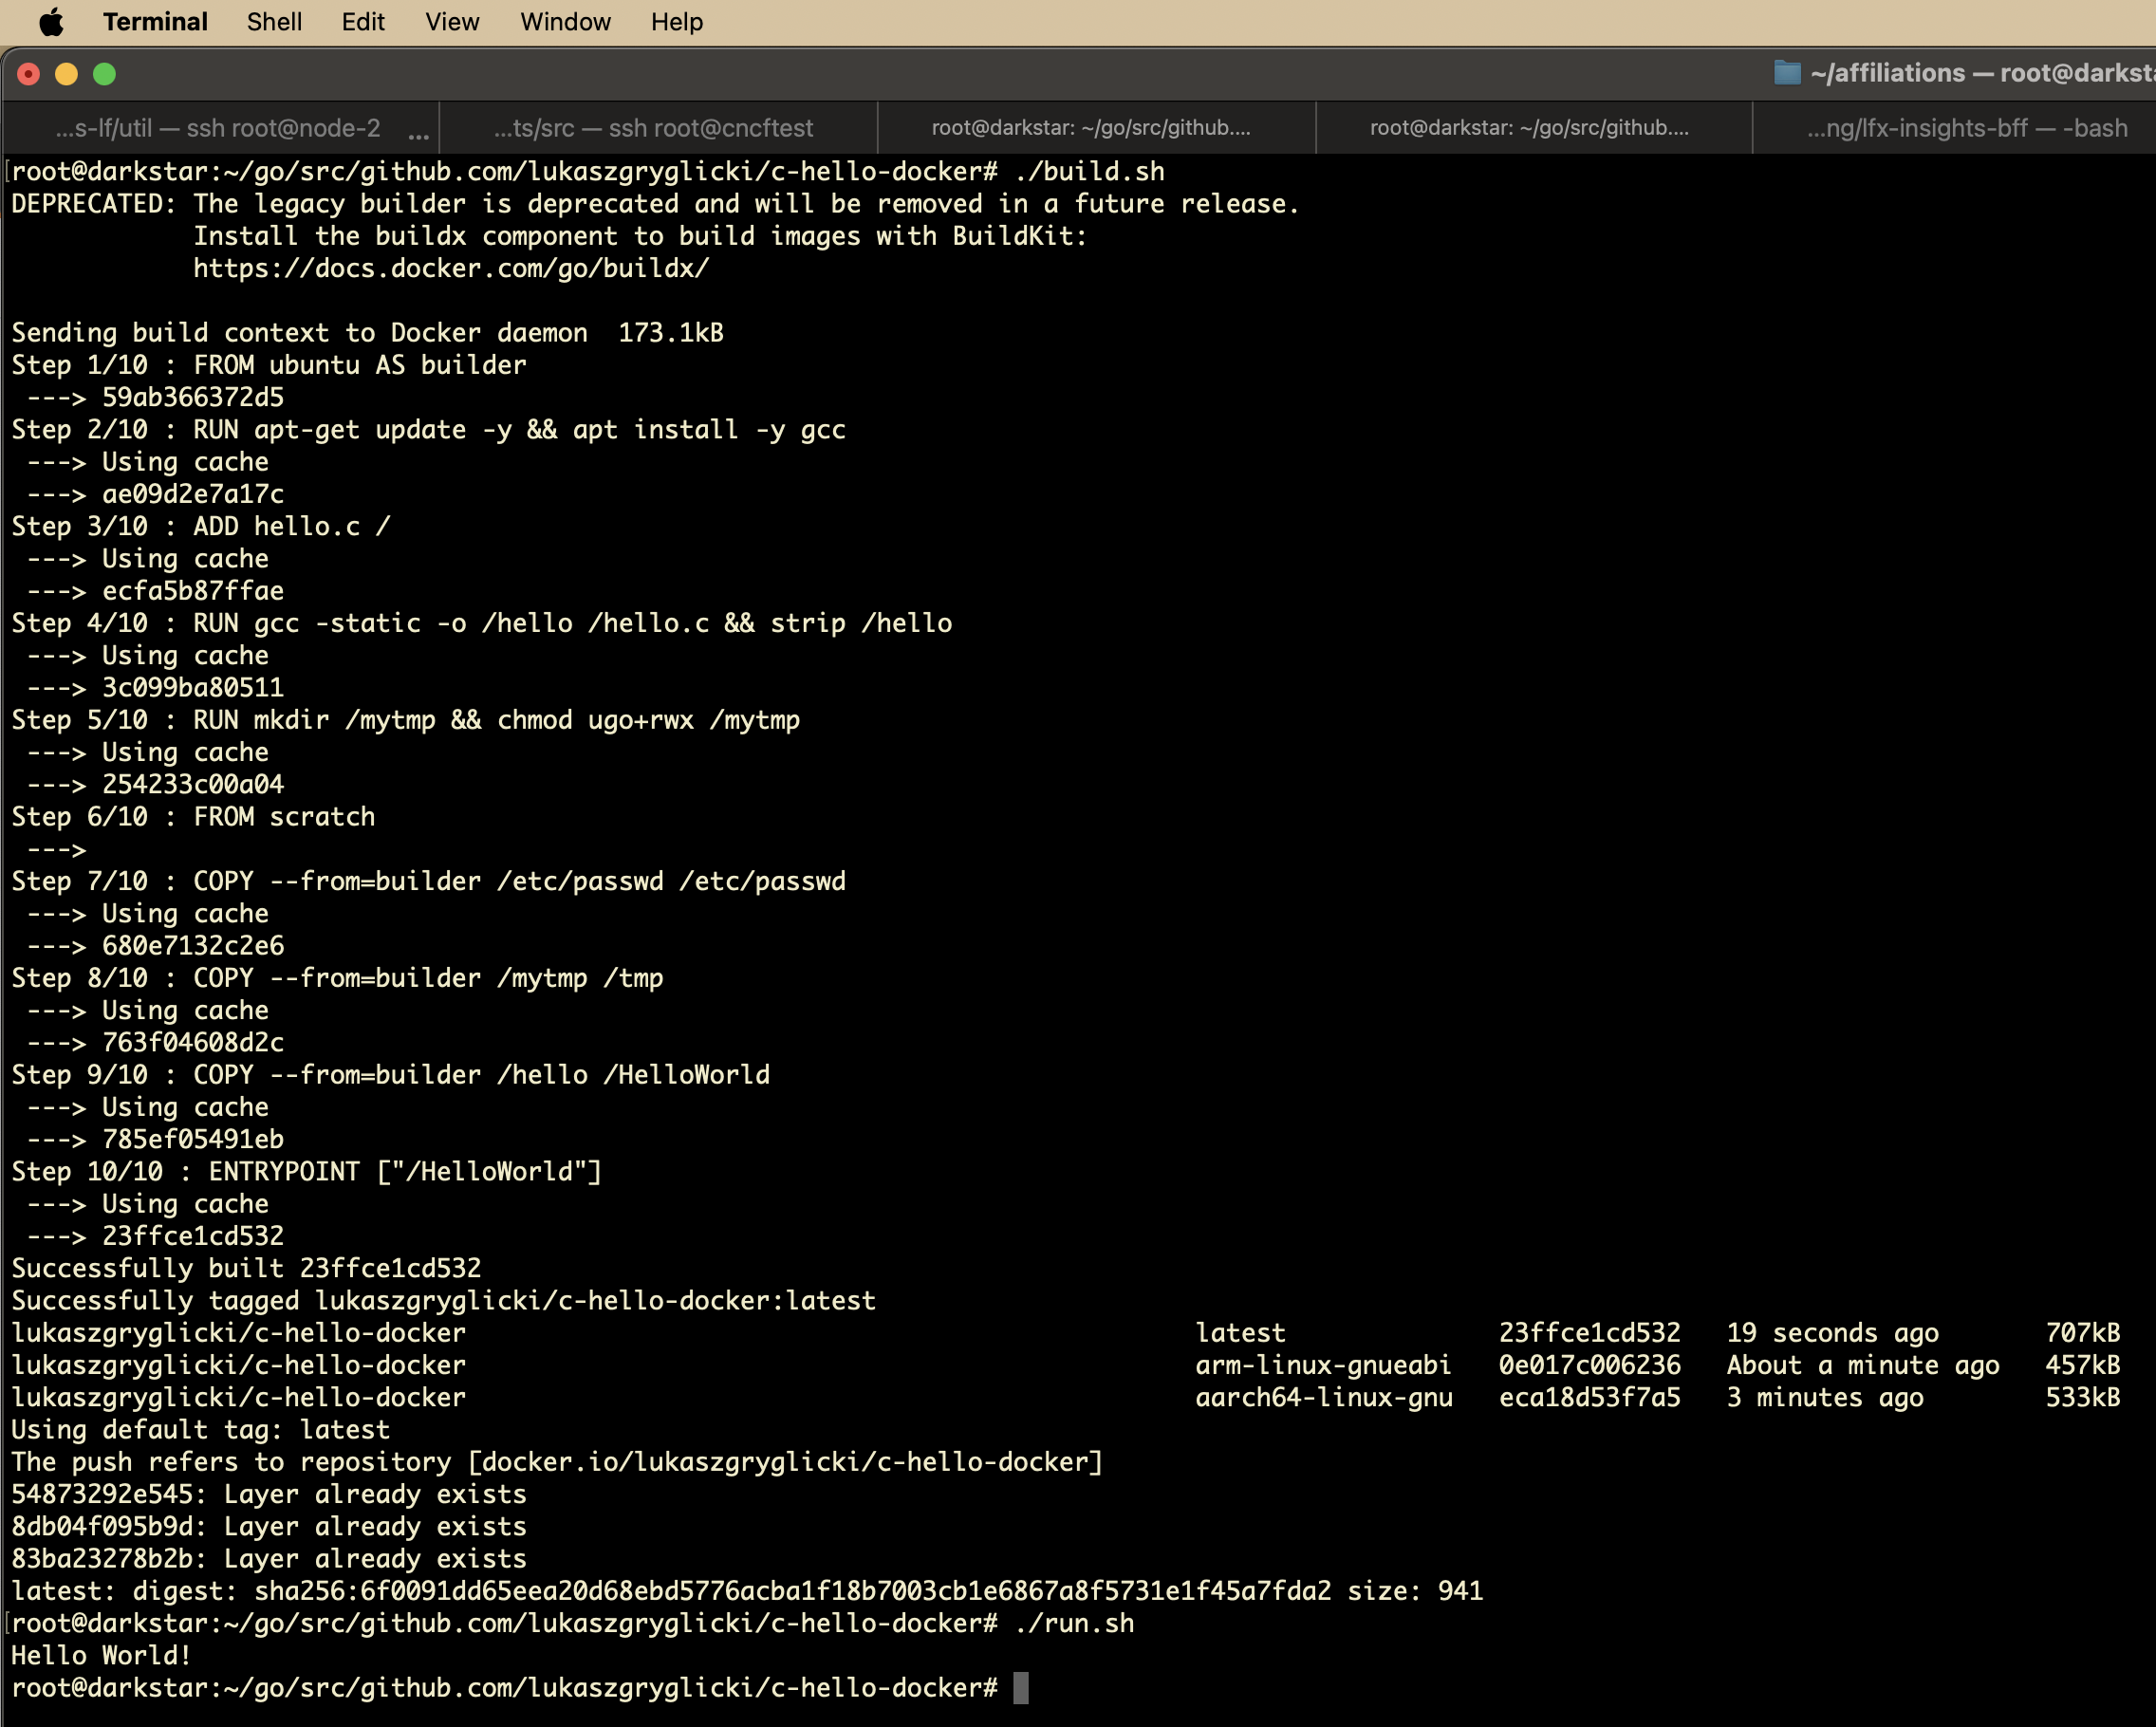 Terminal Shell Edit View Window Help
~/affiliations — root@darksta
...s-lf/util — ssh root@node-2 ... ...ts/src — ssh root@cncftest root@darkstar: ~/go/src/github.... root@darkstar: ~/go/src/github.... ...ng/lfx-insights-bff — -bash
[root@darkstar:~/go/src/github.com/lukaszgryglicki/c-hello-docker# ./build.sh
DEPRECATED: The legacy builder is deprecated and will be removed in a future release.
            Install the buildx component to build images with BuildKit:
            https://docs.docker.com/go/buildx/

Sending build context to Docker daemon  173.1kB
Step 1/10 : FROM ubuntu AS builder
 ---> 59ab366372d5
Step 2/10 : RUN apt-get update -y && apt install -y gcc
 ---> Using cache
 ---> ae09d2e7a17c
Step 3/10 : ADD hello.c /
 ---> Using cache
 ---> ecfa5b87ffae
Step 4/10 : RUN gcc -static -o /hello /hello.c && strip /hello
 ---> Using cache
 ---> 3c099ba80511
Step 5/10 : RUN mkdir /mytmp && chmod ugo+rwx /mytmp
 ---> Using cache
 ---> 254233c00a04
Step 6/10 : FROM scratch
 --->
Step 7/10 : COPY --from=builder /etc/passwd /etc/passwd
 ---> Using cache
 ---> 680e7132c2e6
Step 8/10 : COPY --from=builder /mytmp /tmp
 ---> Using cache
 ---> 763f04608d2c
Step 9/10 : COPY --from=builder /hello /HelloWorld
 ---> Using cache
 ---> 785ef05491eb
Step 10/10 : ENTRYPOINT ["/HelloWorld"]
 ---> Using cache
 ---> 23ffce1cd532
Successfully built 23ffce1cd532
Successfully tagged lukaszgryglicki/c-hello-docker:latest
lukaszgryglicki/c-hello-docker latest 23ffce1cd532 19 seconds ago 707kB
lukaszgryglicki/c-hello-docker arm-linux-gnueabi 0e017c006236 About a minute ago 457kB
lukaszgryglicki/c-hello-docker aarch64-linux-gnu eca18d53f7a5 3 minutes ago 533kB
Using default tag: latest
The push refers to repository [docker.io/lukaszgryglicki/c-hello-docker]
54873292e545: Layer already exists
8db04f095b9d: Layer already exists
83ba23278b2b: Layer already exists
latest: digest: sha256:6f0091dd65eea20d68ebd5776acba1f18b7003cb1e6867a8f5731e1f45a7fda2 size: 941
[root@darkstar:~/go/src/github.com/lukaszgryglicki/c-hello-docker# ./run.sh
Hello World!
root@darkstar:~/go/src/github.com/lukaszgryglicki/c-hello-docker#